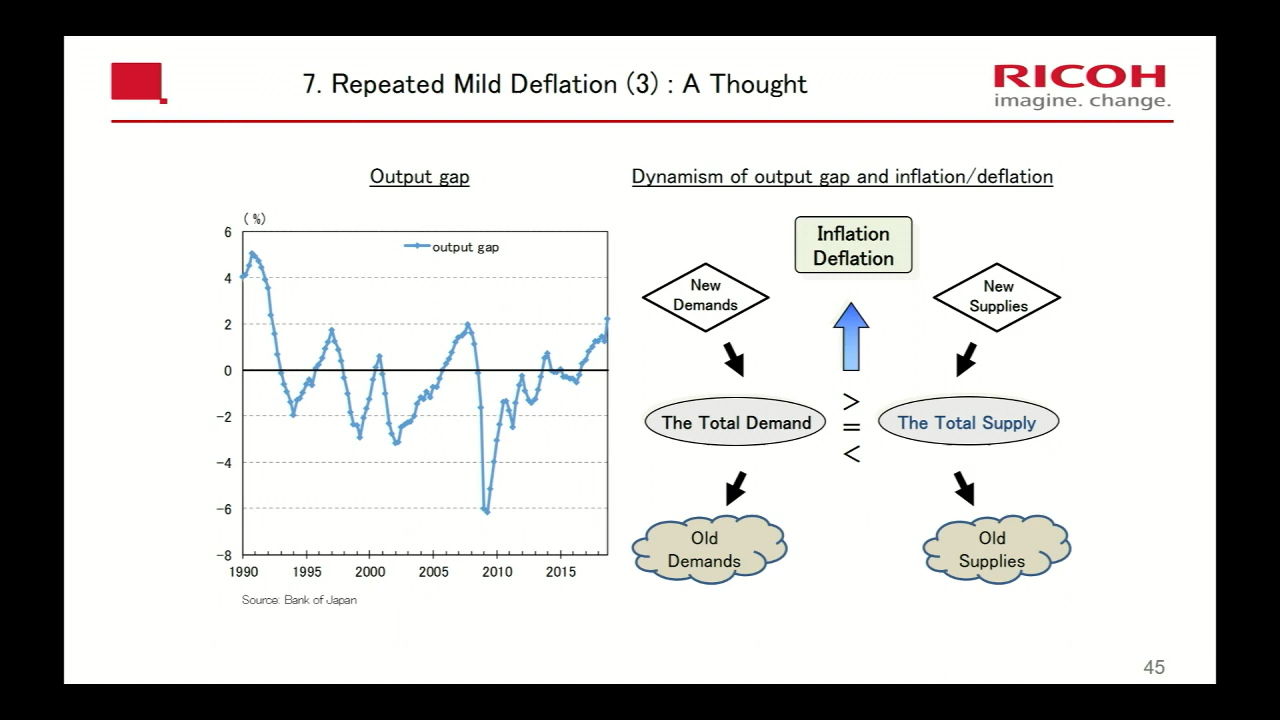 7. Repeated Mild Deflation (3) : A Thought
RICOH
imagine. change.
Output gap
(%)
output gap
6
4
2
0
-2
-4
-6
-8
1990 1995 2000 2005 2010 2015
Source: Bank of Japan
Dynamism of output gap and inflation/deflation
Inflation
Deflation
New
Demands
New
Supplies
The Total Demand
>
=
<
The Total Supply
Old
Demands
Old
Supplies
45